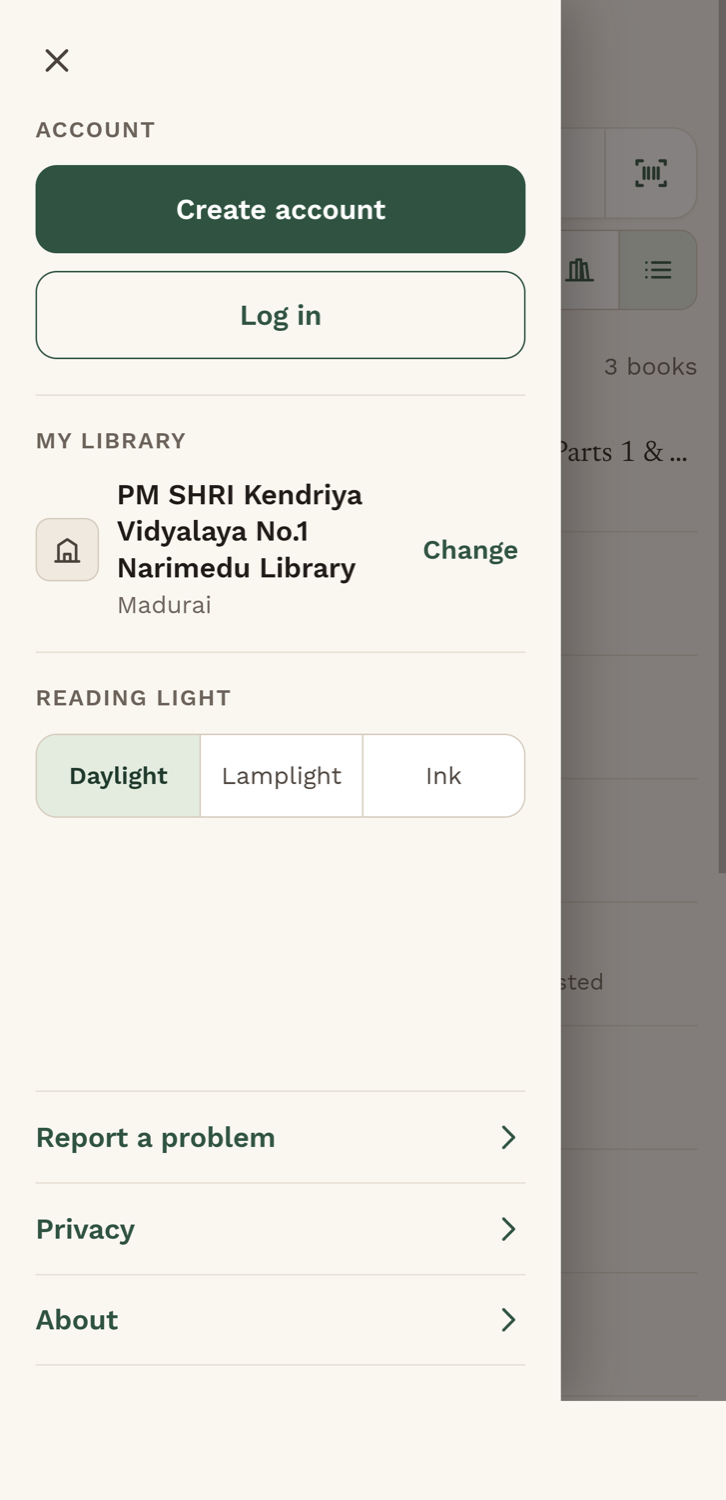 ACCOUNT
Create account
Log in
3 books
MY LIBRARY
Parts 1 & ...
PM SHRI Kendriya
Vidyalaya No.1
Narimedu Library
Madurai
Change
READING LIGHT
Daylight
Lamplight
Ink
Report a problem
Privacy
About